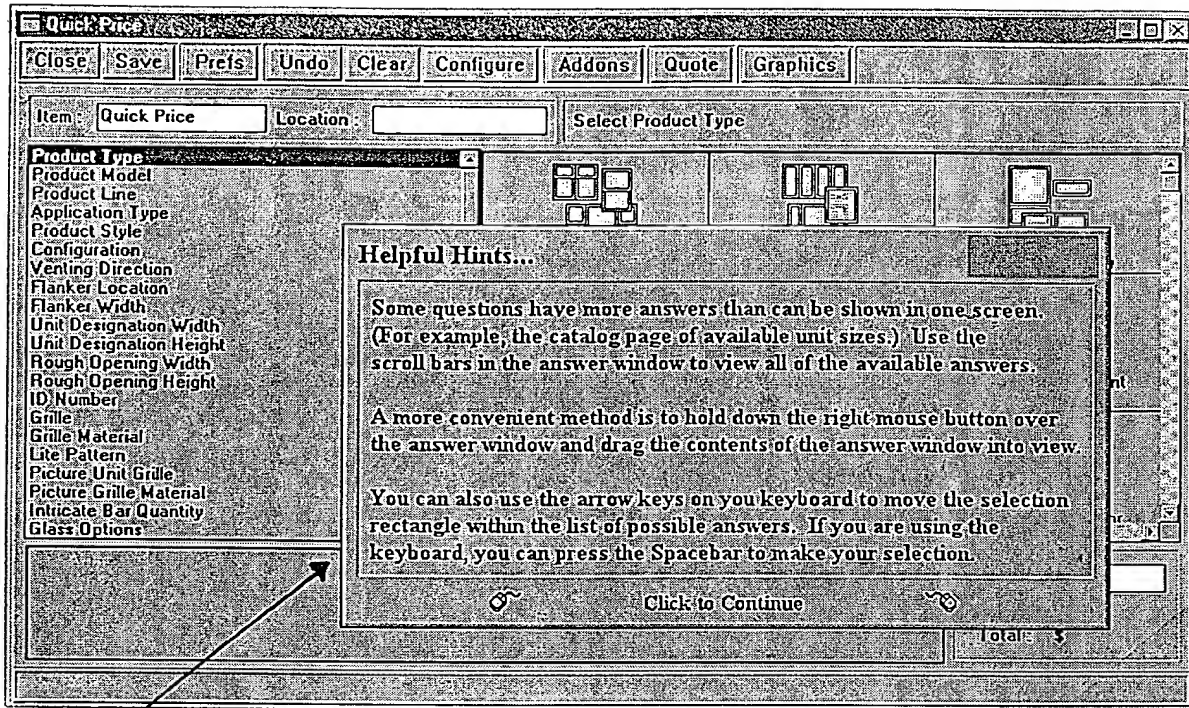 Quick Price
Close Save Prefs Undo Clear Configure Addons Quote Graphics
Item : Quick Price Location : Select Product Type
Product Type
Product Model
Product Line
Application Type
Product Style
Configuration
Venting Direction
Flanker Location
Flanker Width
Unit Designation Width
Unit Designation Height
Rough Opening Width
Rough Opening Height
ID Number
Grille
Grille Material
Lite Pattern
Picture Unit Grille
Picture Grille Material
Intricate Bar Quantity
Glass Options
Helpful Hints...
Some questions have more answers than can be shown in one screen.
(For example, the catalog page of available unit sizes.) Use the
scroll bars in the answer window to view all of the available answers.
A more convenient method is to hold down the right mouse button over
the answer window and drag the contents of the answer window into view.
You can also use the arrow keys on you keyboard to move the selection
rectangle within the list of possible answers. If you are using the
keyboard, you can press the Spacebar to make your selection.
Click to Continue
Total : $